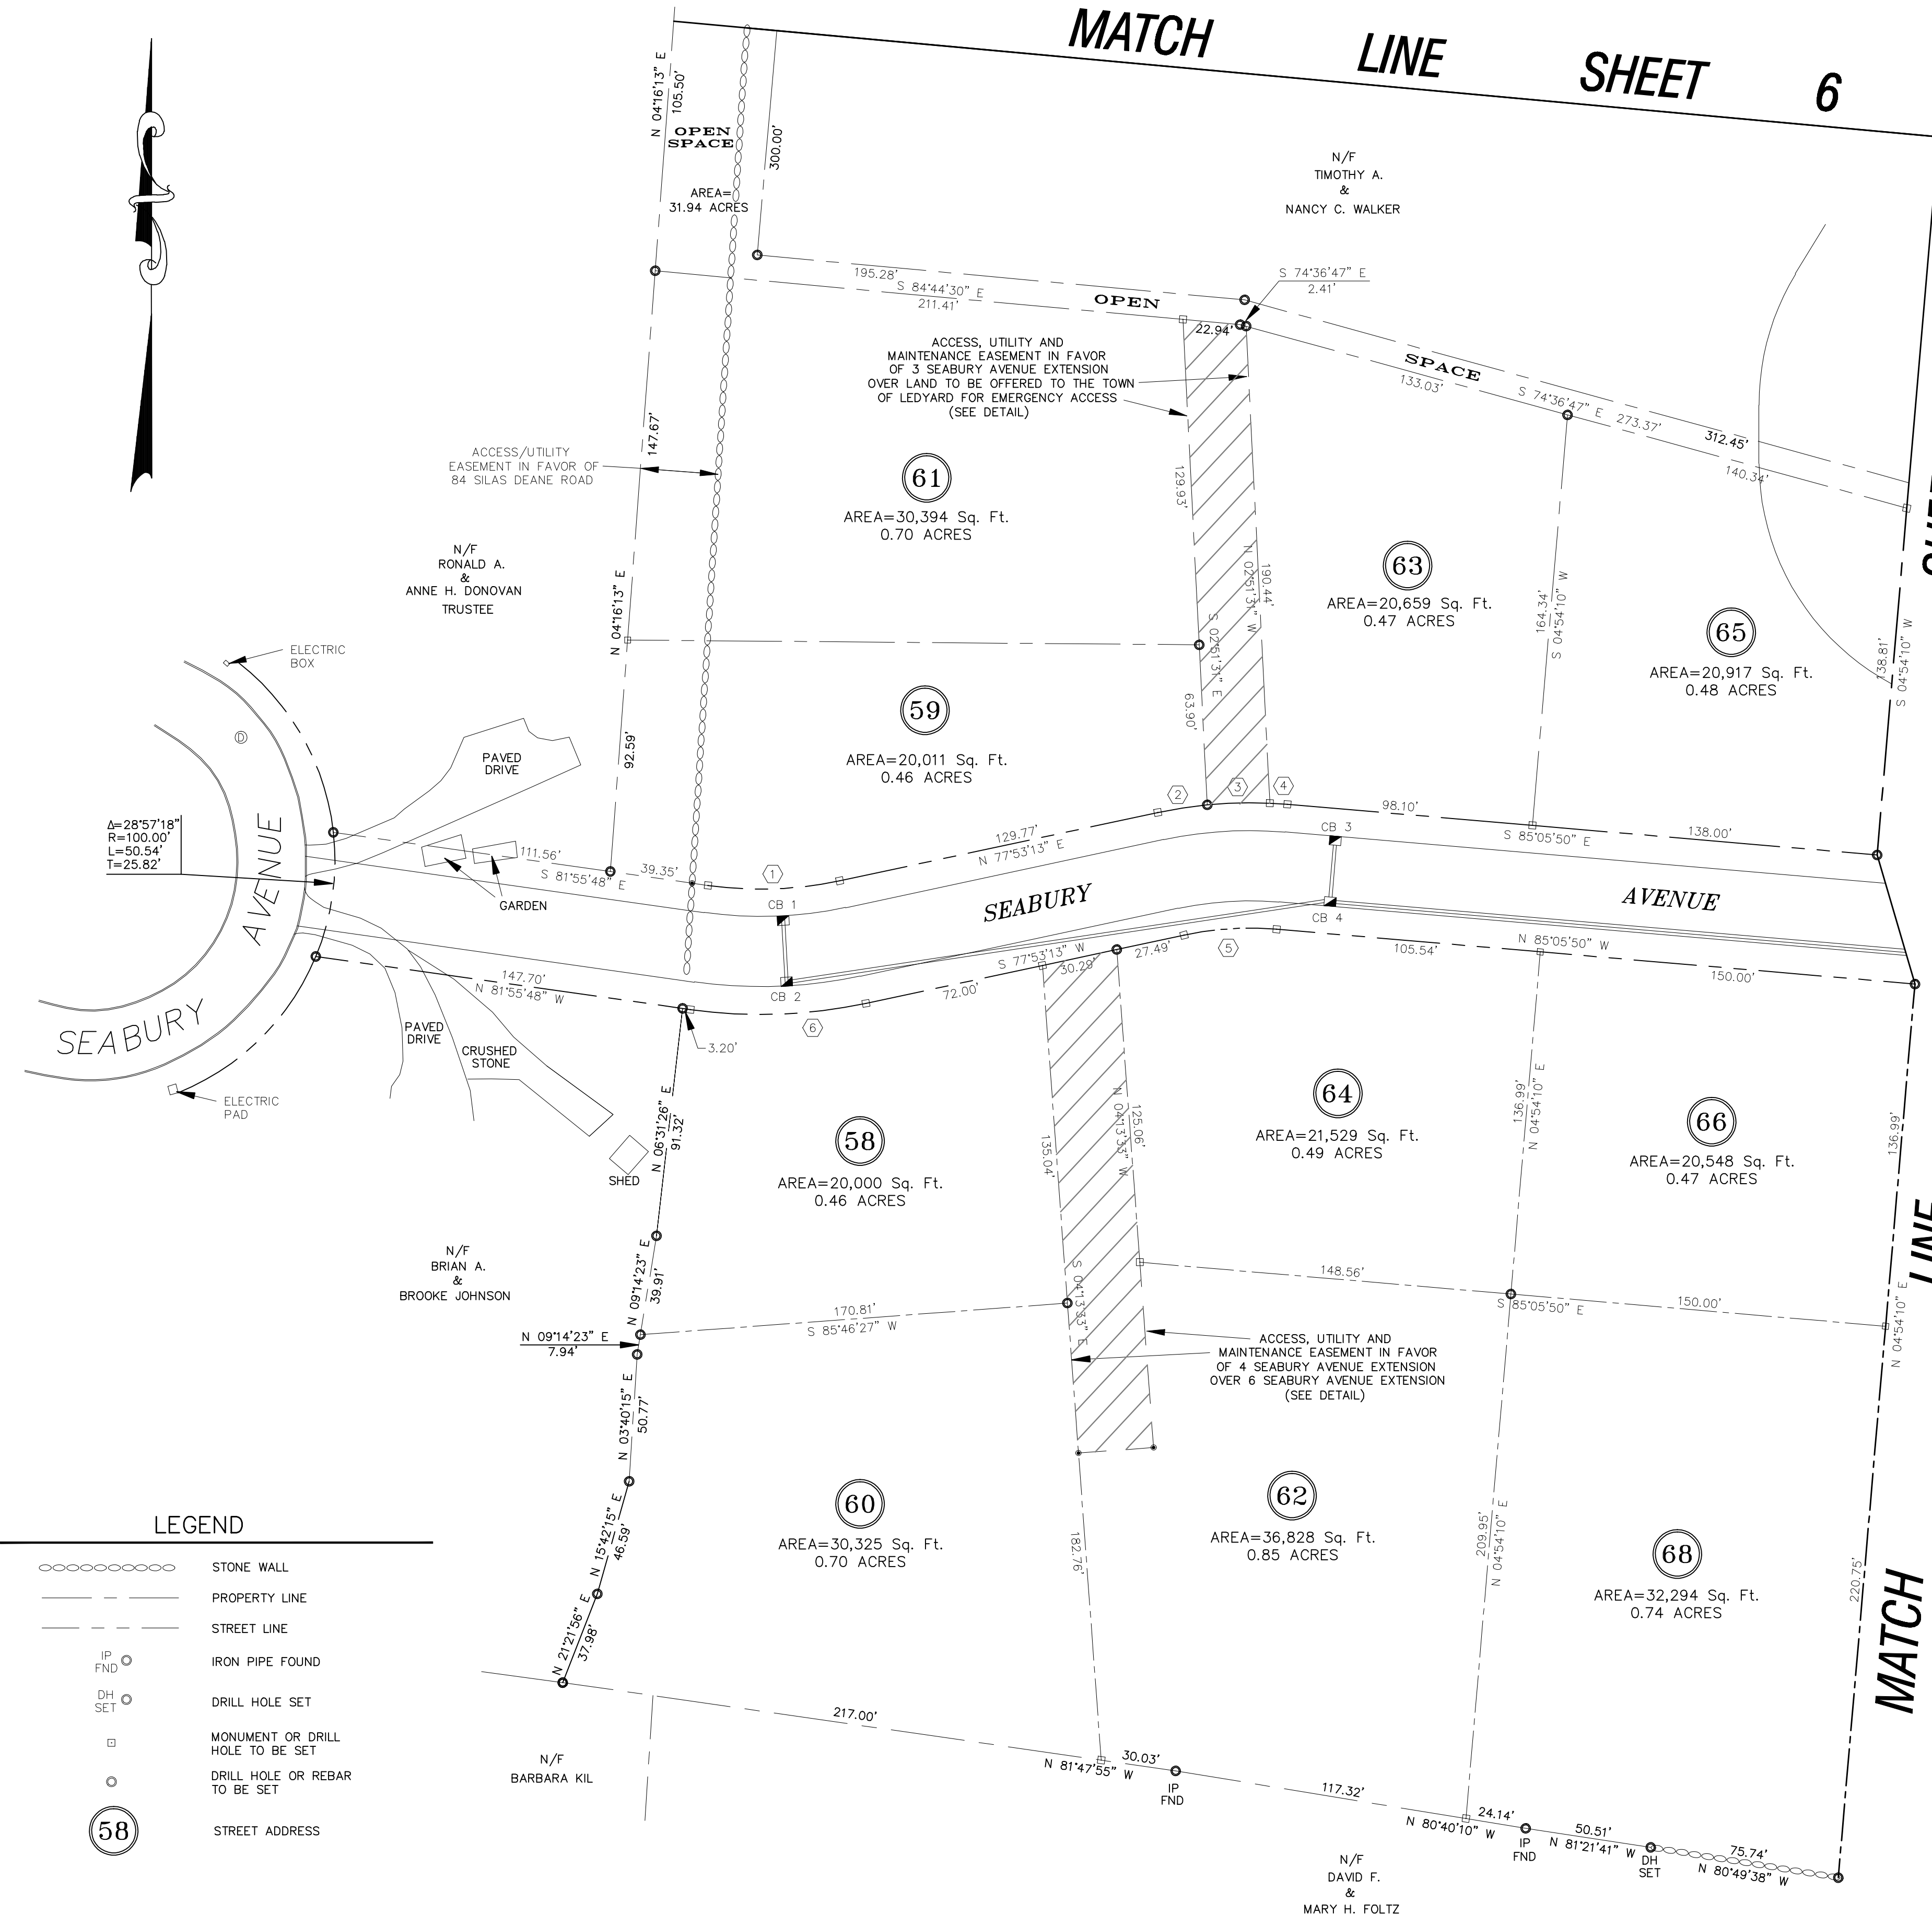 MATCH LINE SHEET 6
N 04°16'13" E
105.50'
OPEN
SPACE
300.00'
AREA=
31.94 ACRES
N/F
TIMOTHY A.
&
NANCY C. WALKER
195.28'
S 84°44'30" E
211.41'
OPEN
S 74°36'47" E
2.41'
22.94'
SPACE
133.03'
S 74°36'47" E 273.37'
312.45'
140.34'
ACCESS, UTILITY AND
MAINTENANCE EASEMENT IN FAVOR
OF 3 SEABURY AVENUE EXTENSION
OVER LAND TO BE OFFERED TO THE TOWN
OF LEDYARD FOR EMERGENCY ACCESS
(SEE DETAIL)
147.67'
ACCESS/UTILITY
EASEMENT IN FAVOR OF
84 SILAS DEANE ROAD
61
AREA=30,394 Sq. Ft.
0.70 ACRES
129.93'
N 02°51'31" W
190.44'
63
AREA=20,659 Sq. Ft.
0.47 ACRES
164.34'
S 04°54'10" W
65
AREA=20,917 Sq. Ft.
0.48 ACRES
138.81'
S 04°54'10" W
N/F
RONALD A.
&
ANNE H. DONOVAN
TRUSTEE
N 04°16'13" E
92.59'
S 02°51'31" E
63.90'
59
AREA=20,011 Sq. Ft.
0.46 ACRES
ELECTRIC
BOX
D
PAVED
DRIVE
Δ=28°57'18"
R=100.00'
L=50.54'
T=25.82'
AVENUE
SEABURY
111.56'
S 81°55'48" E
39.35'
GARDEN
1
129.77'
N 77°53'13" E
2
3
4
98.10'
S 85°05'50" E
138.00'
CB 1
CB 3
SEABURY
AVENUE
CB 4
CB 2
147.70'
N 81°55'48" W
3.20'
6
72.00'
S 77°53'13" W
30.29'
27.49'
5
105.54'
N 85°05'50" W
150.00'
PAVED
DRIVE
CRUSHED
STONE
ELECTRIC
PAD
SHED
N 06°31'26" E
91.32'
58
AREA=20,000 Sq. Ft.
0.46 ACRES
135.04'
N 04°13'33" W
125.06'
64
AREA=21,529 Sq. Ft.
0.49 ACRES
136.99'
N 04°54'10" E
66
AREA=20,548 Sq. Ft.
0.47 ACRES
136.99'
N 04°54'10" E
LINE
N/F
BRIAN A.
&
BROOKE JOHNSON
N 09°14'23" E
39.91'
N 09°14'23" E
7.94'
170.81'
S 85°46'27" W
S 04°13'33" E
148.56'
S 85°05'50" E
150.00'
ACCESS, UTILITY AND
MAINTENANCE EASEMENT IN FAVOR
OF 4 SEABURY AVENUE EXTENSION
OVER 6 SEABURY AVENUE EXTENSION
(SEE DETAIL)
N 03°40'15" E
50.77'
N 15°42'15" E
46.59'
N 21°21'56" E
37.98'
60
AREA=30,325 Sq. Ft.
0.70 ACRES
182.76'
62
AREA=36,828 Sq. Ft.
0.85 ACRES
209.95'
N 04°54'10" E
68
AREA=32,294 Sq. Ft.
0.74 ACRES
220.75'
MATCH
217.00'
N 81°47'55" W
30.03'
IP
FND
117.32'
N 80°40'10" W
24.14'
IP
FND
50.51'
N 81°21'41" W
DH
SET
75.74'
N 80°49'38" W
N/F
BARBARA KIL
N/F
DAVID F.
&
MARY H. FOLTZ
LEGEND
STONE WALL
PROPERTY LINE
STREET LINE
IP
FND
IRON PIPE FOUND
DH
SET
DRILL HOLE SET
MONUMENT OR DRILL
HOLE TO BE SET
DRILL HOLE OR REBAR
TO BE SET
58
STREET ADDRESS